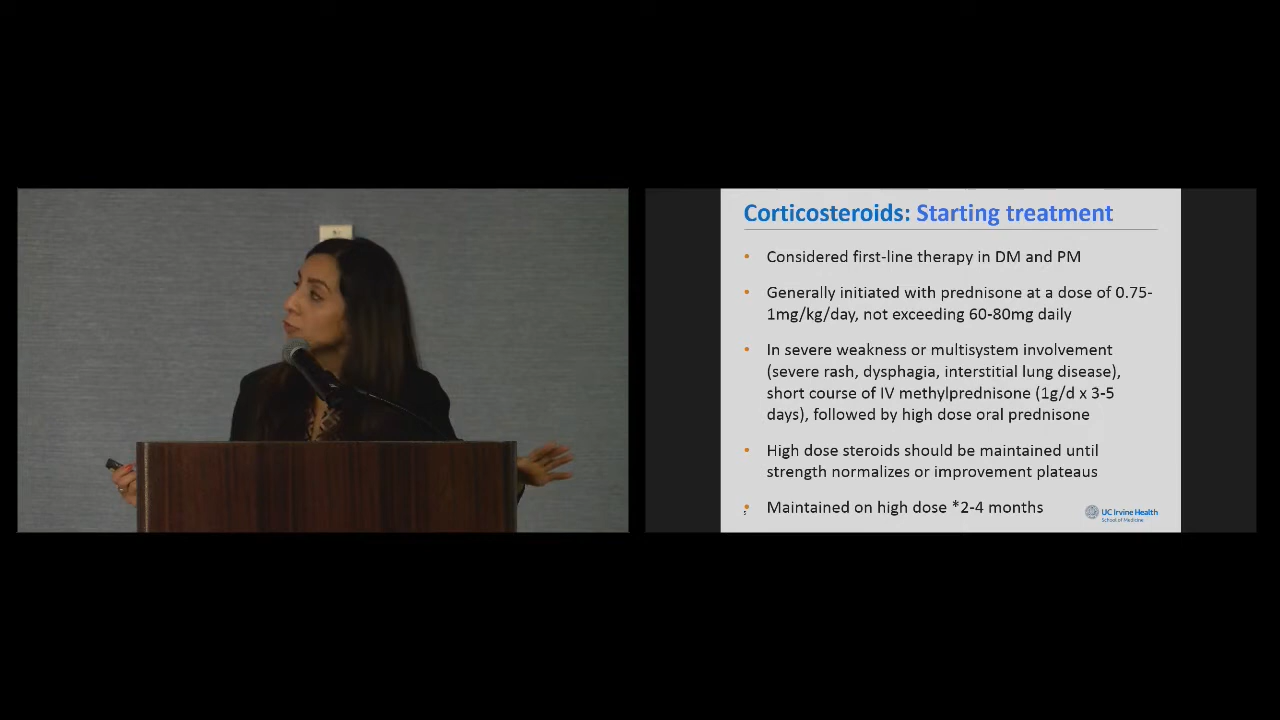 Corticosteroids: Starting treatment
• Considered first-line therapy in DM and PM
• Generally initiated with prednisone at a dose of 0.75-
1mg/kg/day, not exceeding 60-80mg daily
• In severe weakness or multisystem involvement
(severe rash, dysphagia, interstitial lung disease),
short course of IV methylprednisone (1g/d x 3-5
days), followed by high dose oral prednisone
• High dose steroids should be maintained until
strength normalizes or improvement plateaus
• Maintained on high dose *2-4 months
UC Irvine Health
School of Medicine